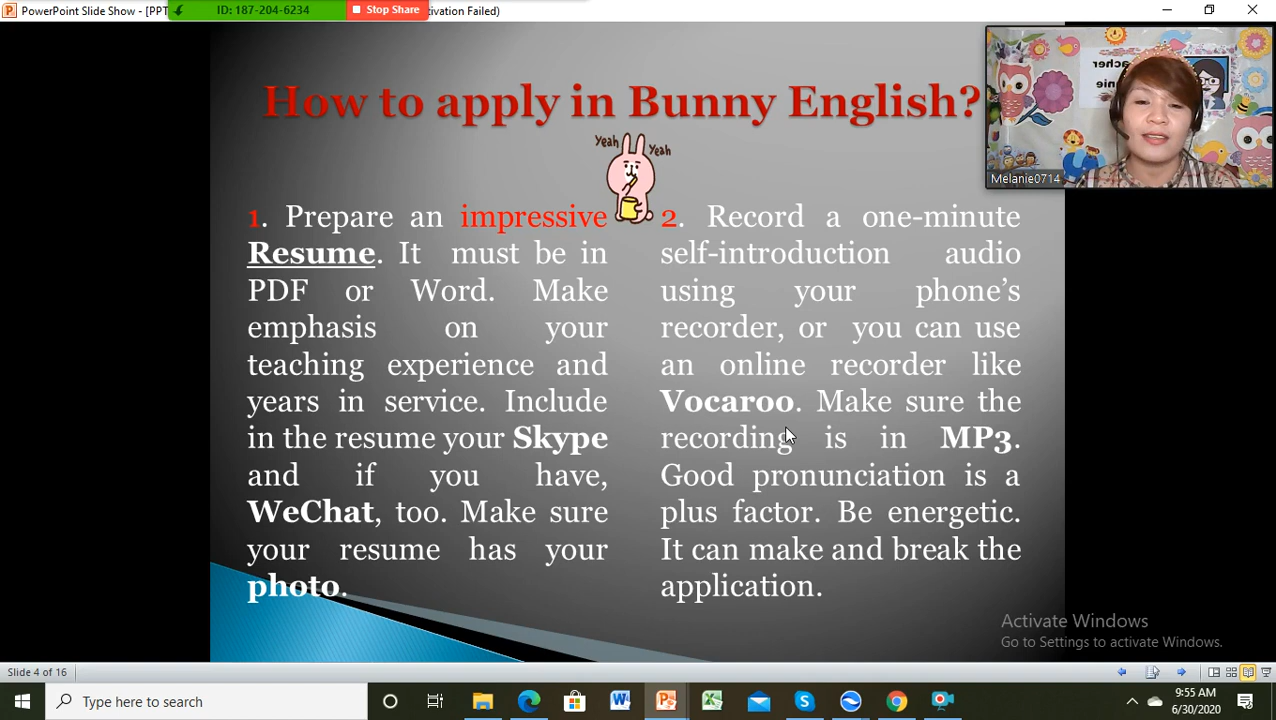 PowerPoint Slide Show - [PPT
ID: 187-204-6234
Stop Share
tivation Failed)
How to apply in Bunny English?
Yeah
Yeah
Melanie0714
1. Prepare an impressive
Resume. It must be in
PDF or Word. Make
emphasis on your
teaching experience and
years in service. Include
in the resume your Skype
and if you have,
WeChat, too. Make sure
your resume has your
photo.
2. Record a one-minute
self-introduction audio
using your phone's
recorder, or you can use
an online recorder like
Vocaroo. Make sure the
recording is in MP3.
Good pronunciation is a
plus factor. Be energetic.
It can make and break the
application.
Activate Windows
Go to Settings to activate Windows.
Slide 4 of 16
Type here to search
9:55 AM
6/30/2020